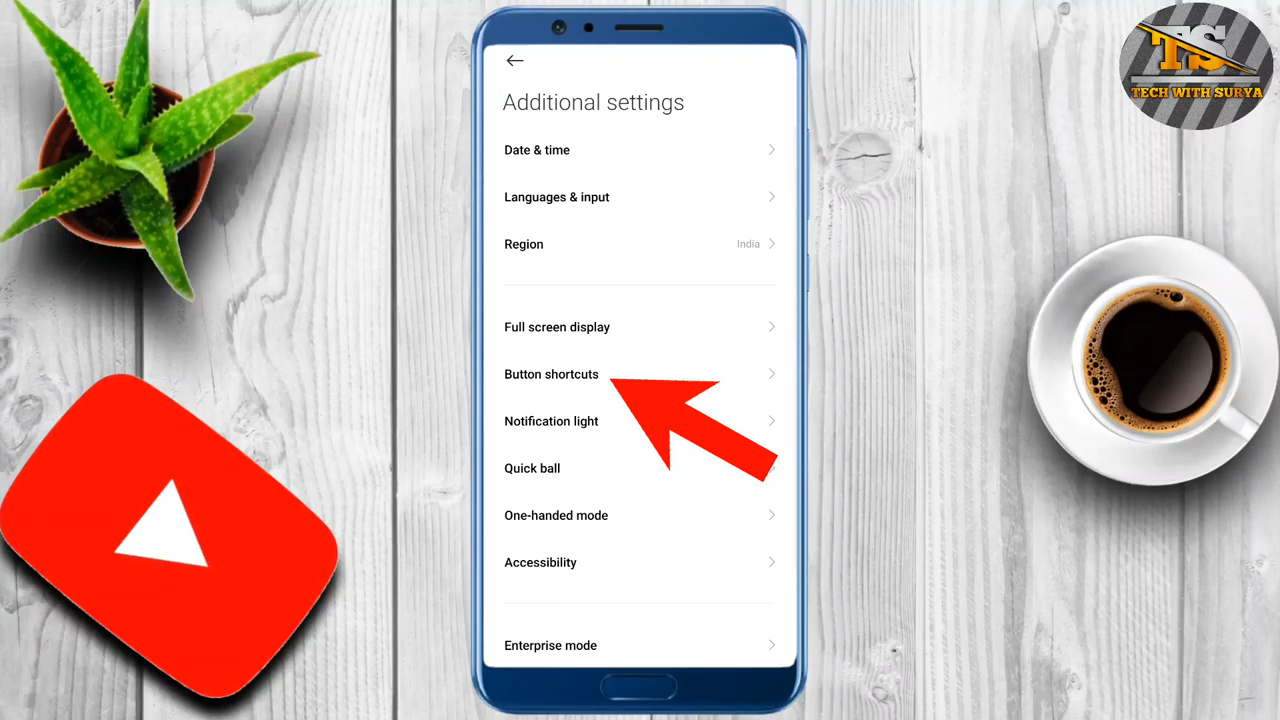 Additional settings
Date & time
Languages & input
Region
India
Full screen display
Button shortcuts
Notification light
Quick ball
One-handed mode
Accessibility
Enterprise mode
TS
TECH WITH SURYA